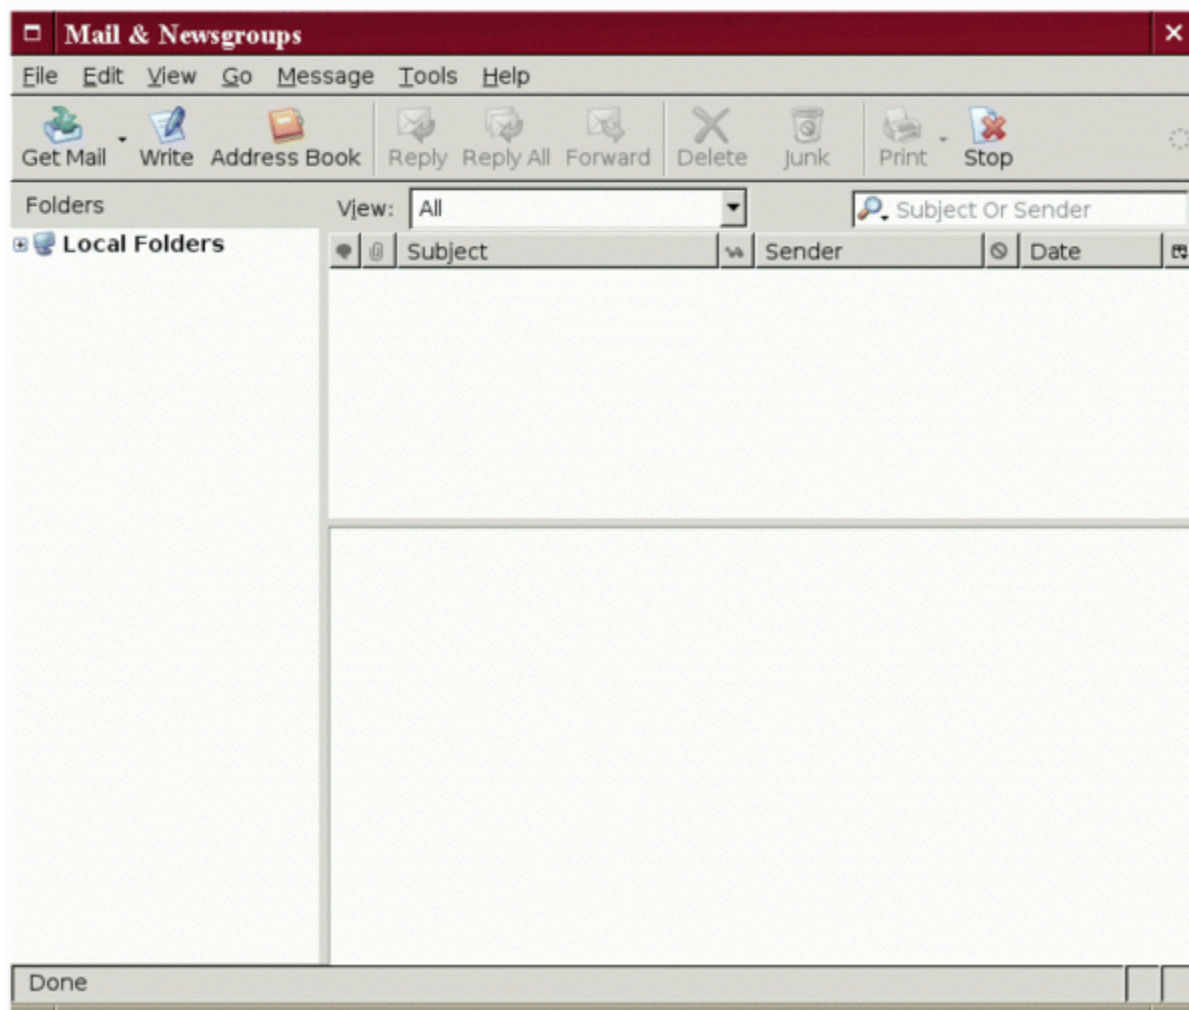 Mail & Newsgroups
File Edit View Go Message Tools Help
Get Mail Write Address Book Reply Reply All Forward Delete Junk Print Stop
Folders View: All Subject Or Sender
Local Folders Subject Sender Date
Done